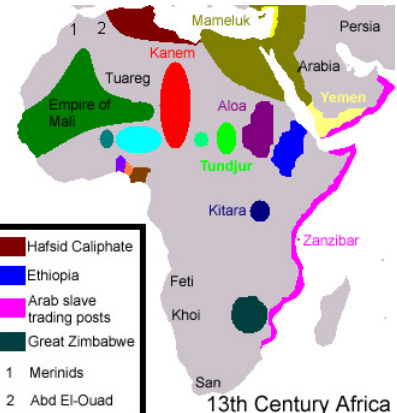 Mameluk
Persia
1 2
Kanem
Tuareg
Arabia
Empire of
Mali
Aloa
Yemen
Tundjur
Kitara
Zanzibar
Hafsid Caliphate
Ethiopia
Arab slave
trading posts
Great Zimbabwe
1 Merinids
2 Abd El-Ouad
Feti
Khoi
San
13th Century Africa